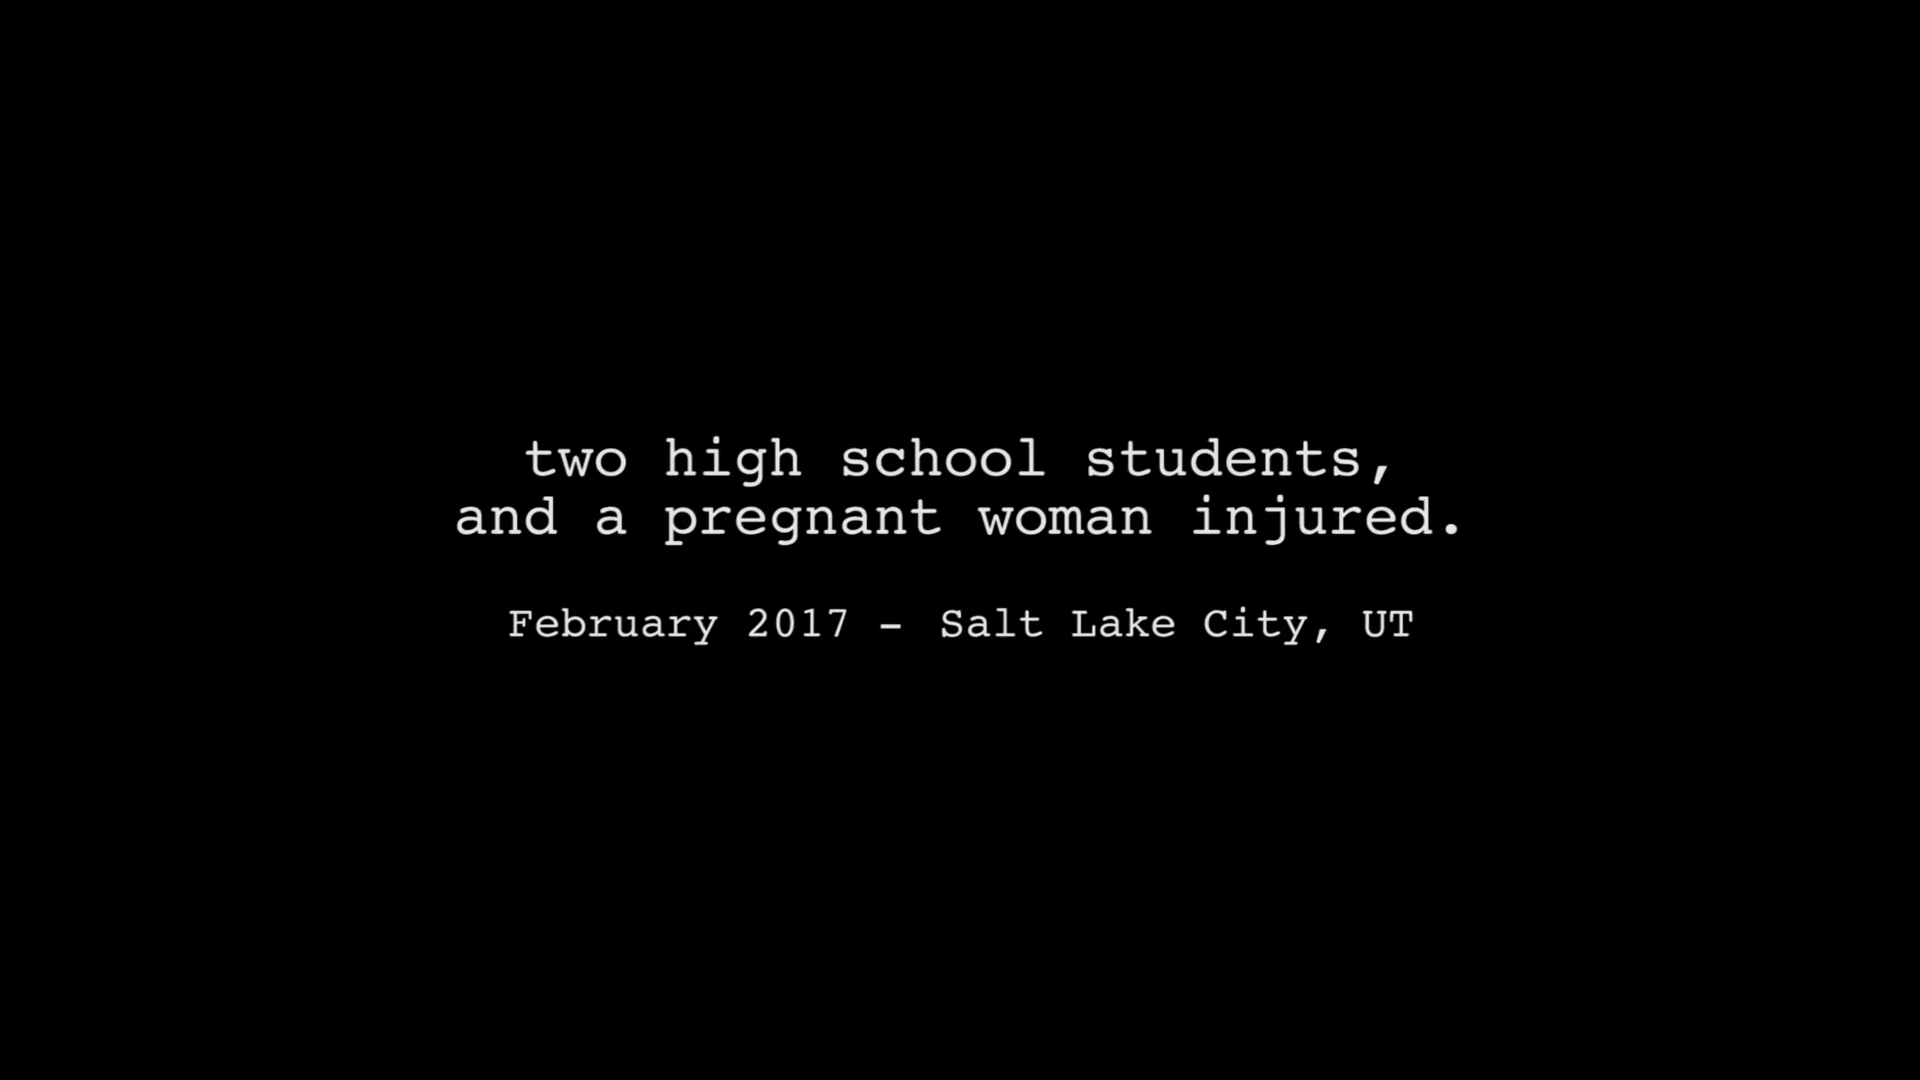 two high school students,
and a pregnant woman injured.
February 2017 - Salt Lake City, UT